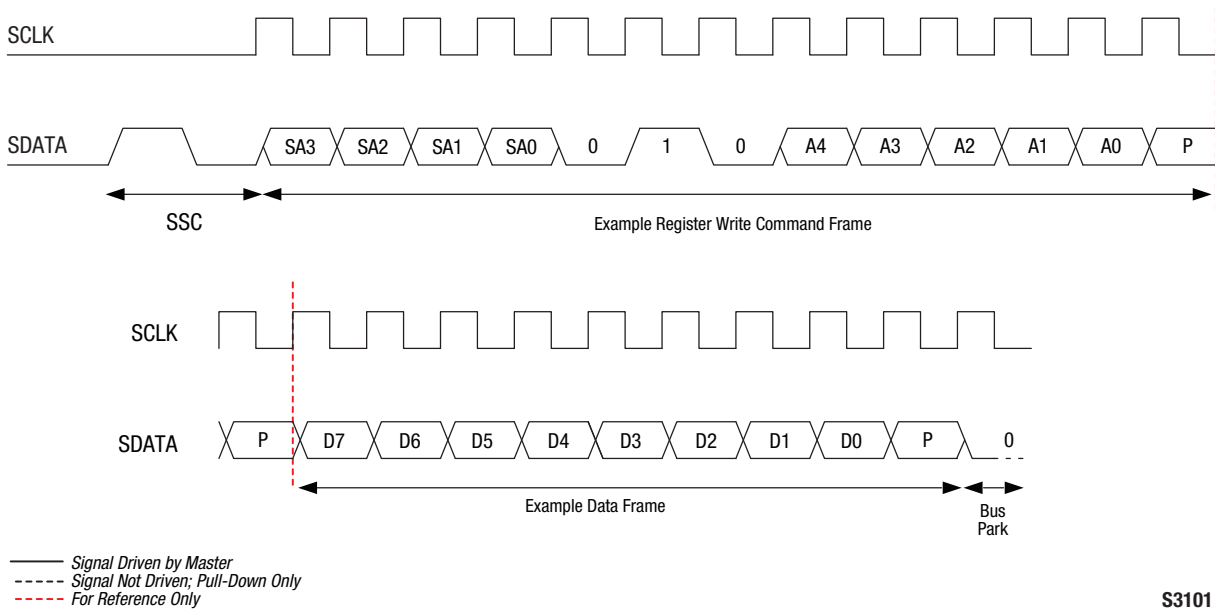 SCLK
SDATA SA3 SA2 SA1 SA0 0 1 0 A4 A3 A2 A1 A0 P
SSC Example Register Write Command Frame
SCLK
SDATA P D7 D6 D5 D4 D3 D2 D1 D0 P 0
Example Data Frame
Bus
Park
Signal Driven by Master
Signal Not Driven; Pull-Down Only
For Reference Only
S3101